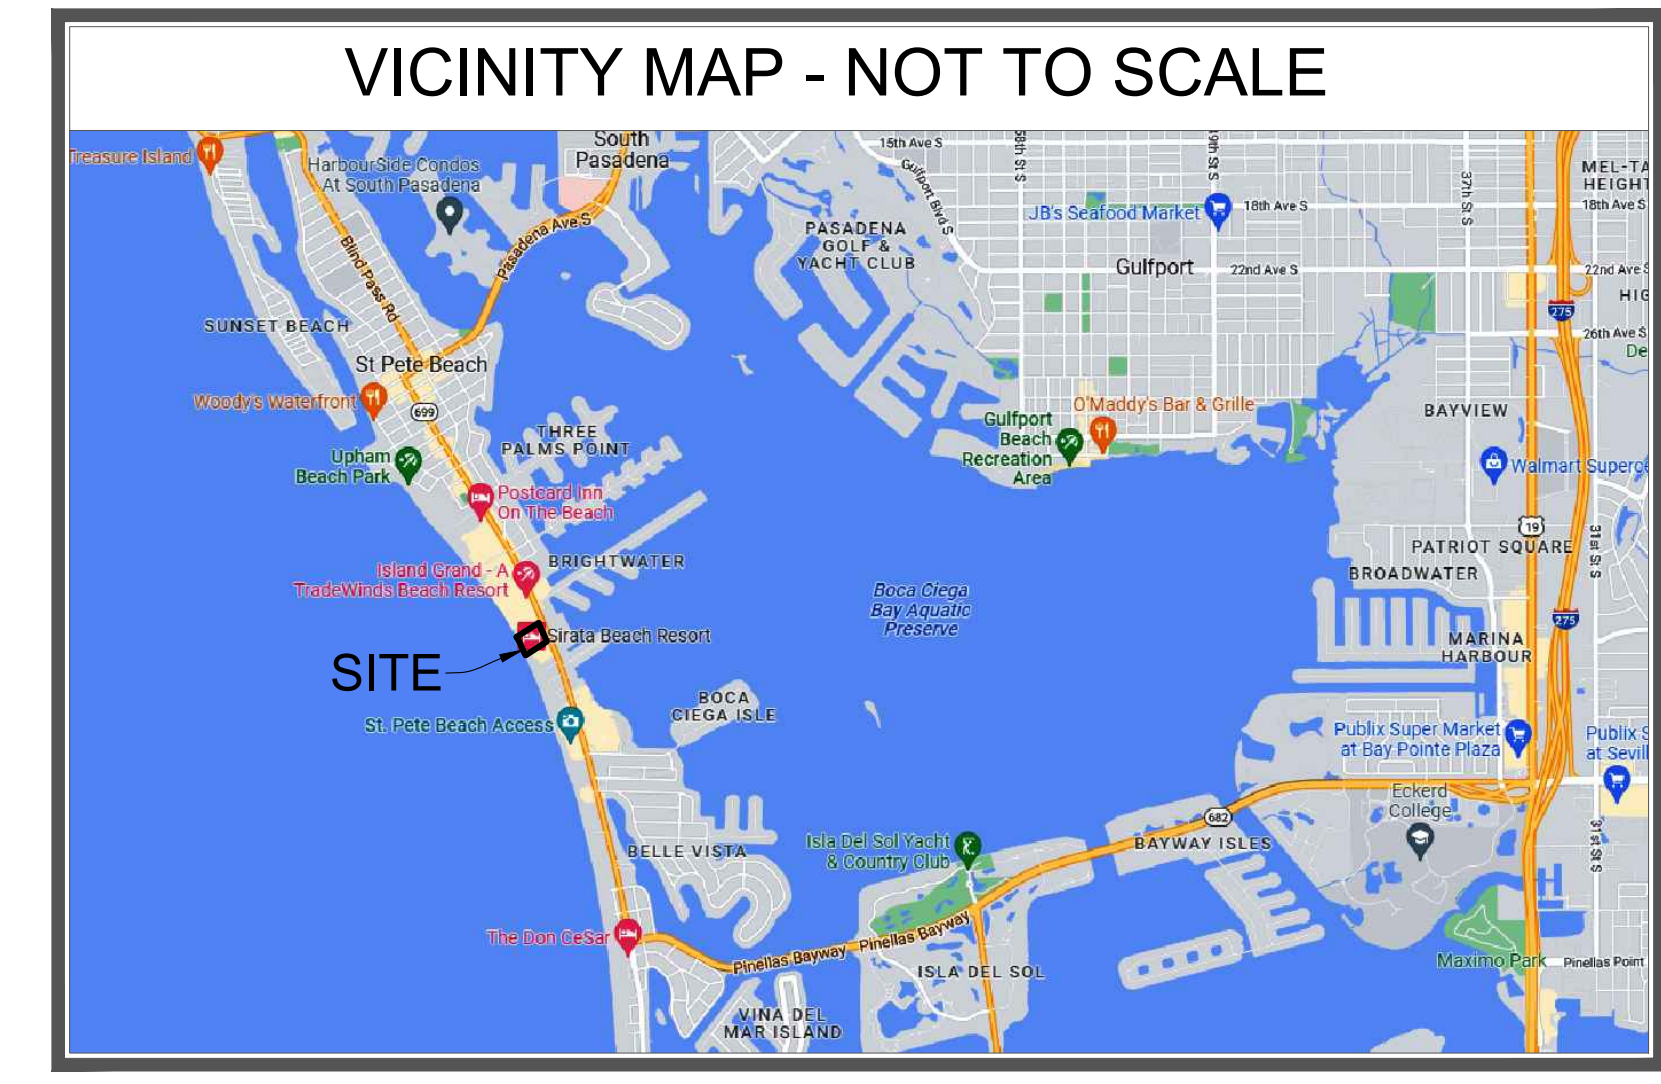 VICINITY MAP - NOT TO SCALE
Treasure Island
HarbourSide Condos
At South Pasadena
South
Pasadena
Pasadena Ave S
Blind Pass Rd
SUNSET BEACH
St Pete Beach
Woody's Waterfront
699
Upham
Beach Park
THREE
PALMS POINT
Postcard Inn
On The Beach
BRIGHTWATER
Island Grand - A
TradeWinds Beach Resort
Sirata Beach Resort
SITE
St. Pete Beach Access
BOCA
CIEGA ISLE
BELLE VISTA
The Don CeSar
Pinellas Bayway
Pinellas Bayway
VINA DEL
MAR ISLAND
ISLA DEL SOL
Isla Del Sol Yacht
& Country Club
BAYWAY ISLES
682
Boca Ciega
Bay Aquatic
Preserve
PASADENA
GOLF &
YACHT CLUB
15th Ave S
Gulfport Blvd S
58th St S
49th St S
JB's Seafood Market
18th Ave S
Gulfport
22nd Ave S
37th St S
O'Maddy's Bar & Grille
Gulfport
Beach
Recreation
Area
MEL-TA
HEIGHT
18th Ave S
22nd Ave S
HIG
275
26th Ave S
De
BAYVIEW
Walmart Superce
19
PATRIOT SQUARE
31st St S
BROADWATER
275
MARINA
HARBOUR
Publix Super Market
at Bay Pointe Plaza
Publix S
at Sevill
Eckerd
College
31st St S
Maximo Park
Pinellas Point